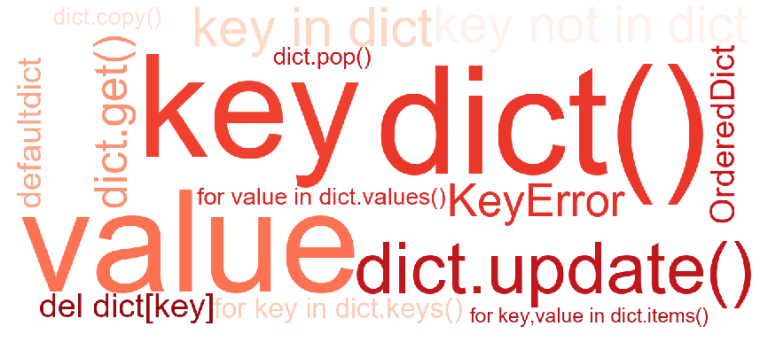 dict.copy()
key in dict
key not in dict
dict.pop()
defaultdict
dict.get()
key
dict()
OrderedDict
for value in dict.values()
KeyError
value
dict.update()
del dict[key]
for key in dict.keys()
for key,value in dict.items()